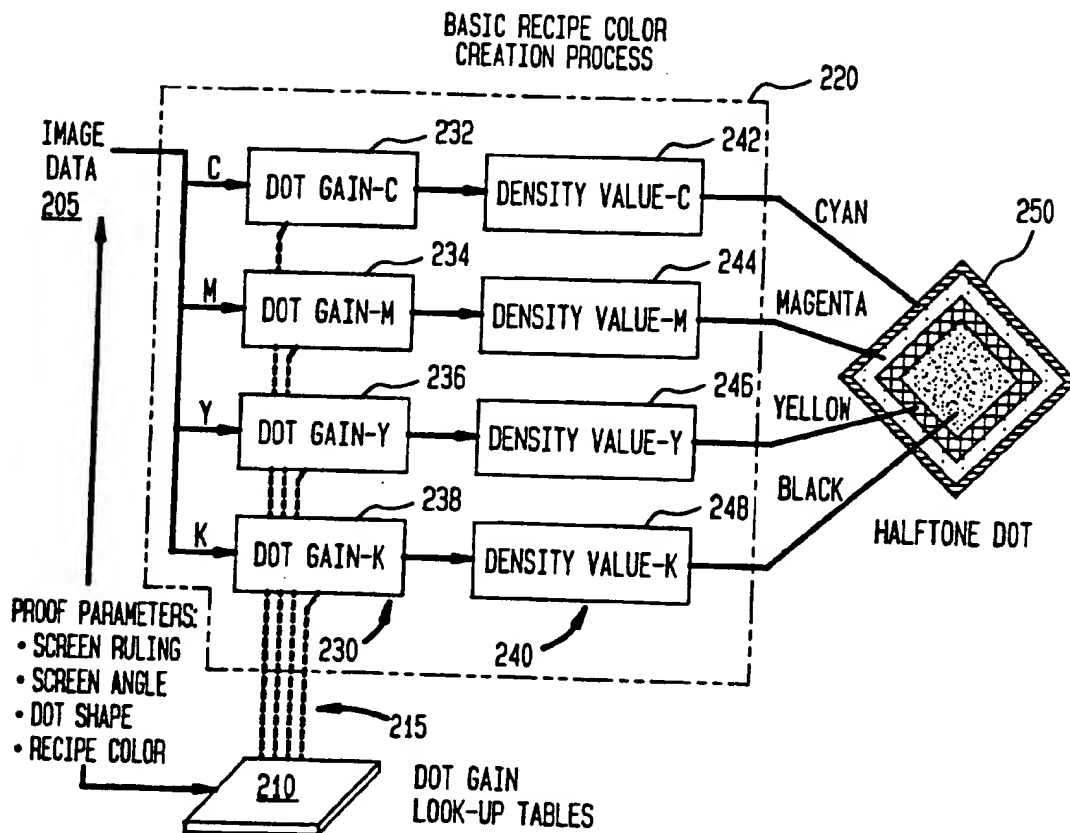 BASIC RECIPE COLOR
CREATION PROCESS
220
IMAGE
DATA
205
C
232
DOT GAIN-C
242
DENSITY VALUE-C
CYAN
250
M
234
DOT GAIN-M
244
DENSITY VALUE-M
MAGENTA
Y
236
DOT GAIN-Y
246
DENSITY VALUE-Y
YELLOW
K
238
DOT GAIN-K
248
DENSITY VALUE-K
BLACK
HALFTONE DOT
230
240
PROOF PARAMETERS:
• SCREEN RULING
• SCREEN ANGLE
• DOT SHAPE
• RECIPE COLOR
215
210
DOT GAIN
LOOK-UP TABLES